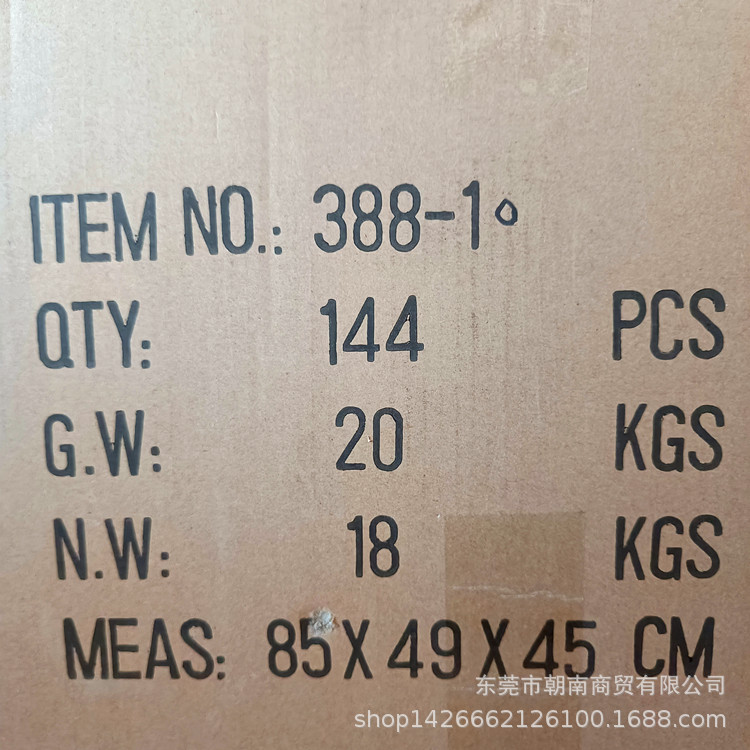 ITEM NO.: 388-1。
QTY: 144 PCS
G.W: 20 KGS
N.W: 18 KGS
MEAS: 85X49X45 CM
东莞市朝南商贸有限公司
shop1426662126100.1688.com